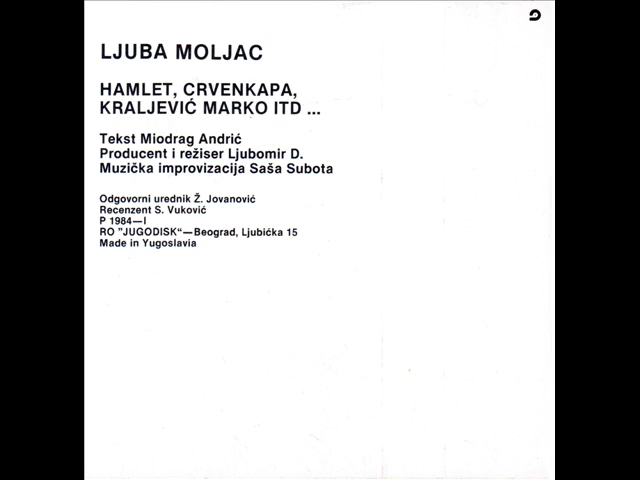 LJUBA MOLJAC
HAMLET, CRVENKAPA,
KRALJEVIĆ MARKO ITD ...
Tekst Miodrag Andrić
Producent i režiser Ljubomir D.
Muzička improvizacija Saša Subota
Odgovorni urednik Ž. Jovanović
Recenzent S. Vuković
P 1984—I
RO "JUGODISK“—Beograd, Ljubićka 15
Made in Yugoslavia